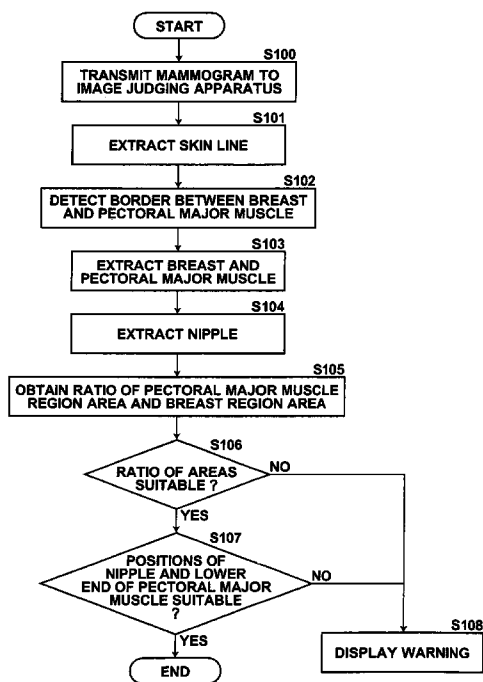 START
S100
TRANSMIT MAMMOGRAM TO
IMAGE JUDGING APPARATUS
S101
EXTRACT SKIN LINE
S102
DETECT BORDER BETWEEN BREAST
AND PECTORAL MAJOR MUSCLE
S103
EXTRACT BREAST AND
PECTORAL MAJOR MUSCLE
S104
EXTRACT NIPPLE
S105
OBTAIN RATIO OF PECTORAL MAJOR MUSCLE
REGION AREA AND BREAST REGION AREA
S106
RATIO OF AREAS
SUITABLE ?
NO
YES
S107
POSITIONS OF
NIPPLE AND LOWER
END OF PECTORAL MAJOR
MUSCLE SUITABLE
?
NO
YES
S108
DISPLAY WARNING
END